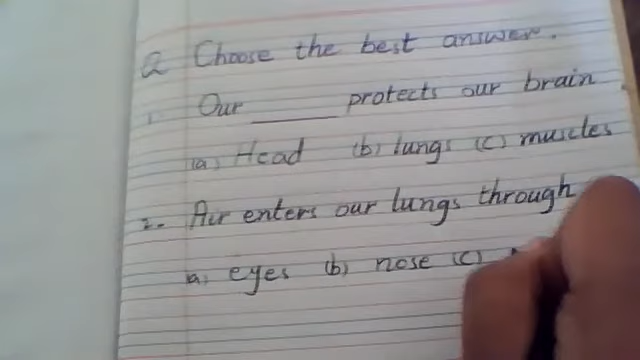 Q Choose the best answer.
1. Our ______ protects our brain.
(a) Head (b) lungs (c) muscles
2. Air enters our lungs through
(a) eyes (b) nose (c)